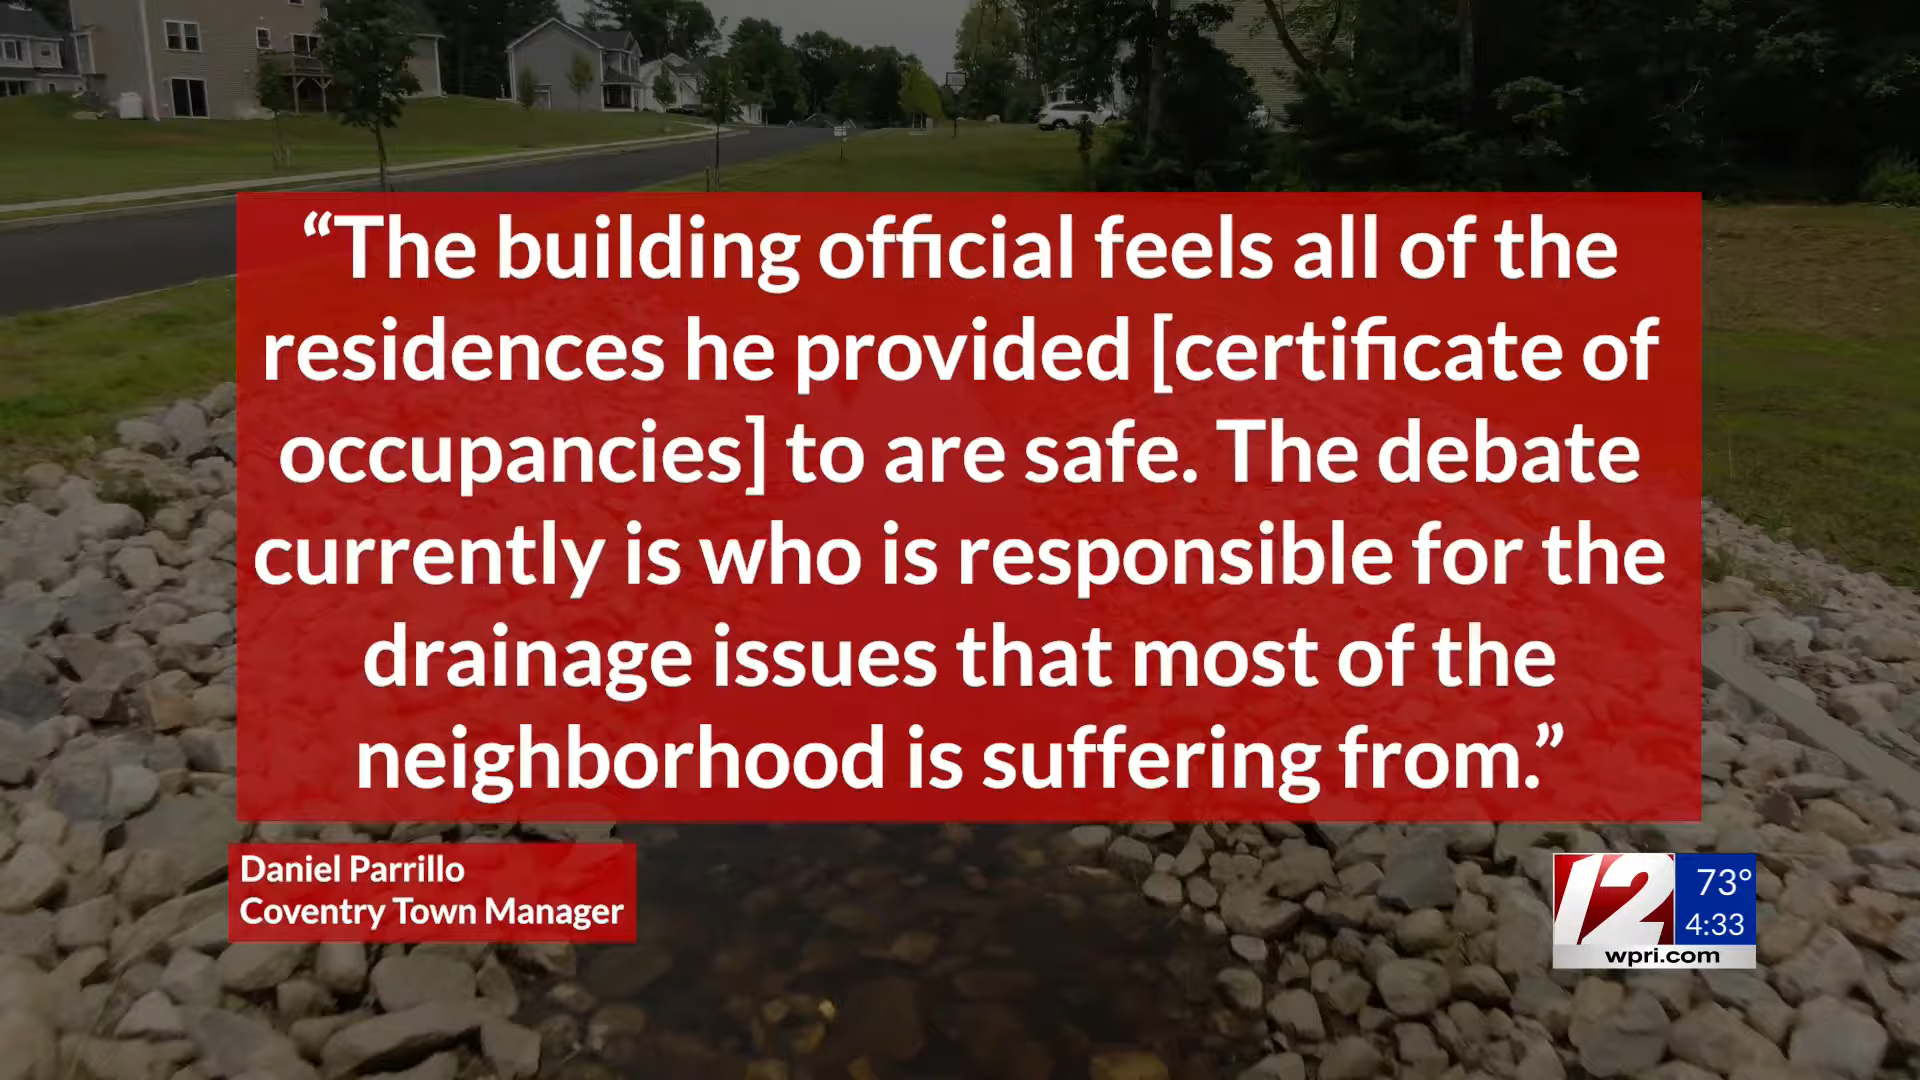 “The building official feels all of the
residences he provided [certificate of
occupancies] to are safe. The debate
currently is who is responsible for the
drainage issues that most of the
neighborhood is suffering from.”
Daniel Parrillo
Coventry Town Manager
12
73°
4:33
wpri.com